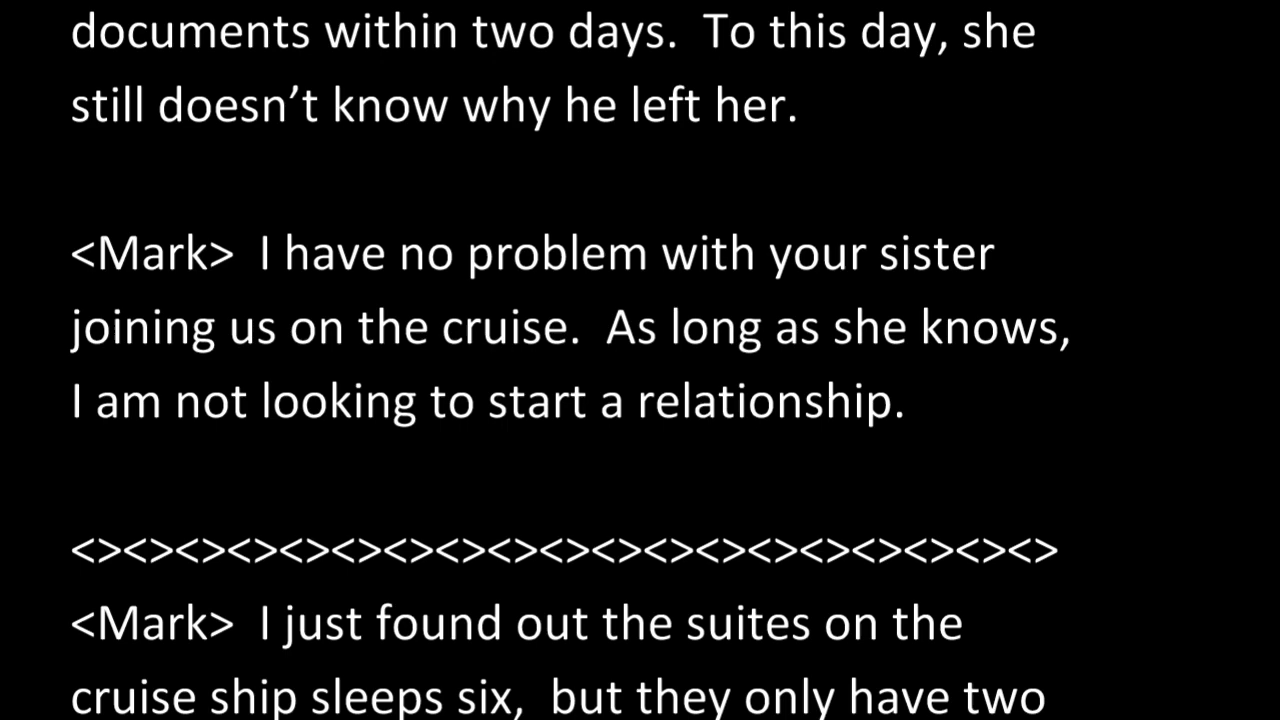 documents within two days.  To this day, she
still doesn’t know why he left her.
<Mark>  I have no problem with your sister
joining us on the cruise.  As long as she knows,
I am not looking to start a relationship.
<><><><><><><><><><><><><><><><><><><>
<Mark>  I just found out the suites on the
cruise ship sleeps six,  but they only have two